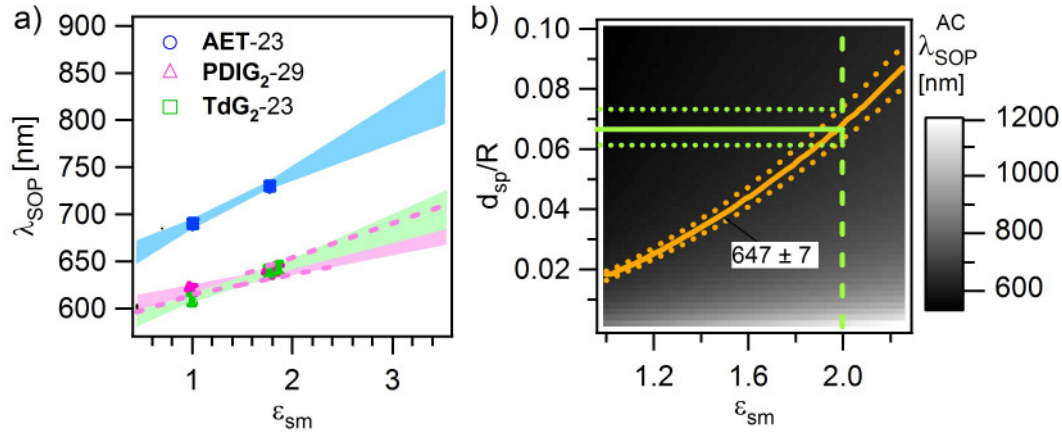 a)
900
850
800
750
700
650
600
λSOP [nm]
AET-23
PDIG2-29
TdG2-23
1
2
3
εsm
b)
0.10
0.08
0.06
0.04
0.02
dsp/R
647 ± 7
1.2
1.6
2.0
εsm
AC
λSOP
[nm]
1200
1000
800
600